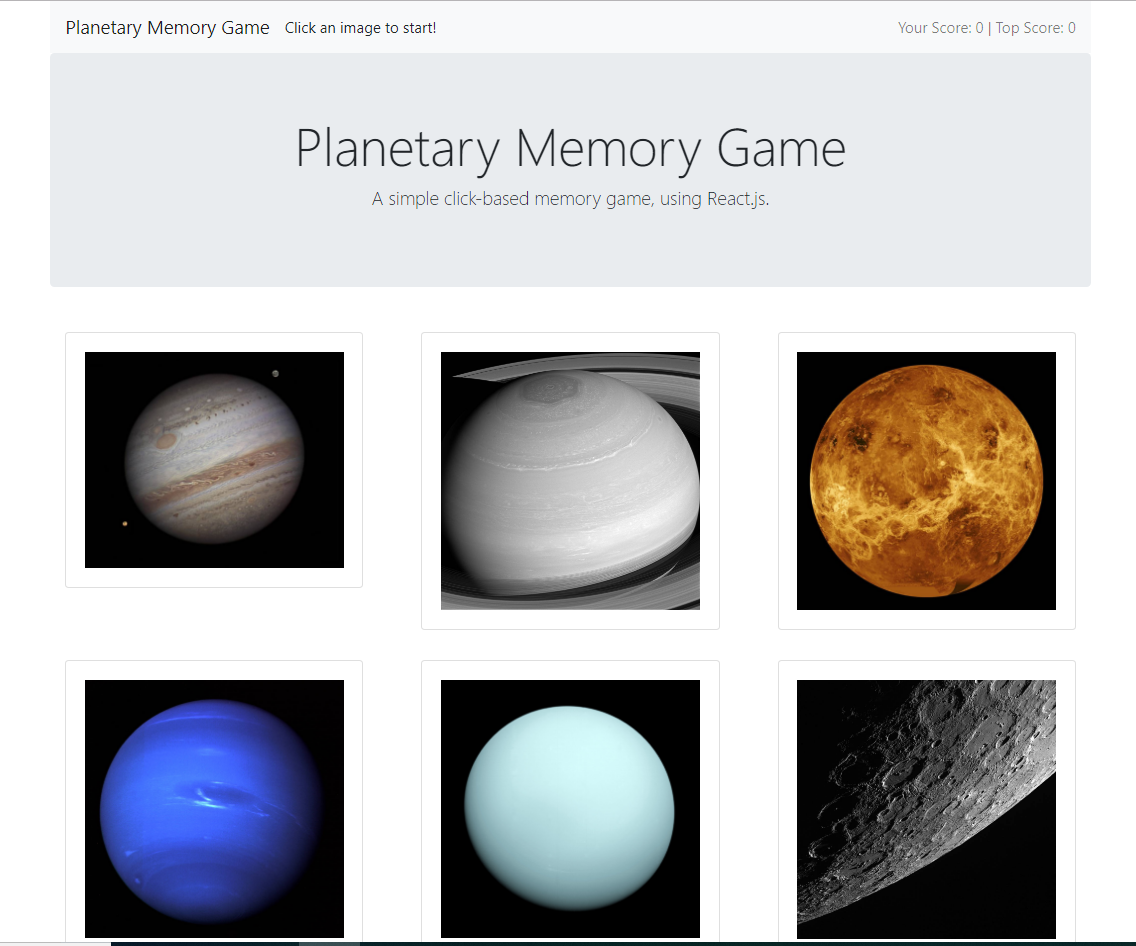 Planetary Memory Game Click an image to start! Your Score: 0 | Top Score: 0
Planetary Memory Game
A simple click-based memory game, using React.js.